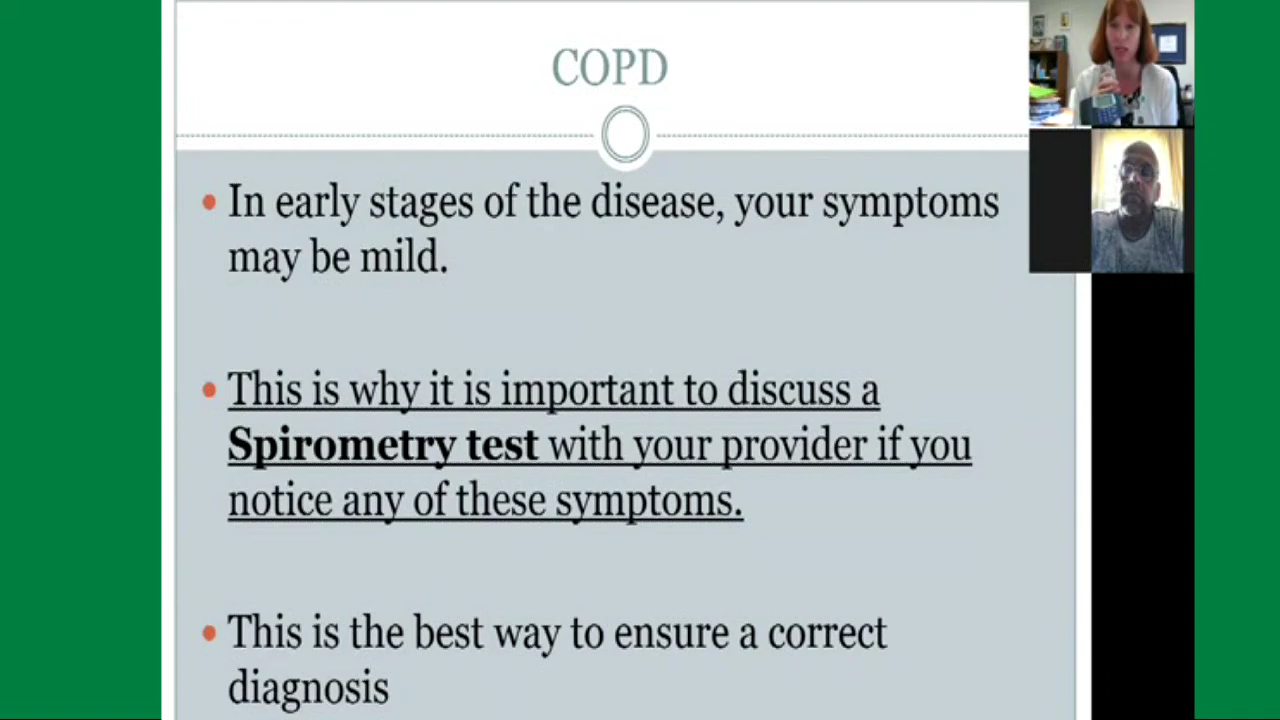 COPD
• In early stages of the disease, your symptoms
may be mild.
• This is why it is important to discuss a
Spirometry test with your provider if you
notice any of these symptoms.
• This is the best way to ensure a correct
diagnosis